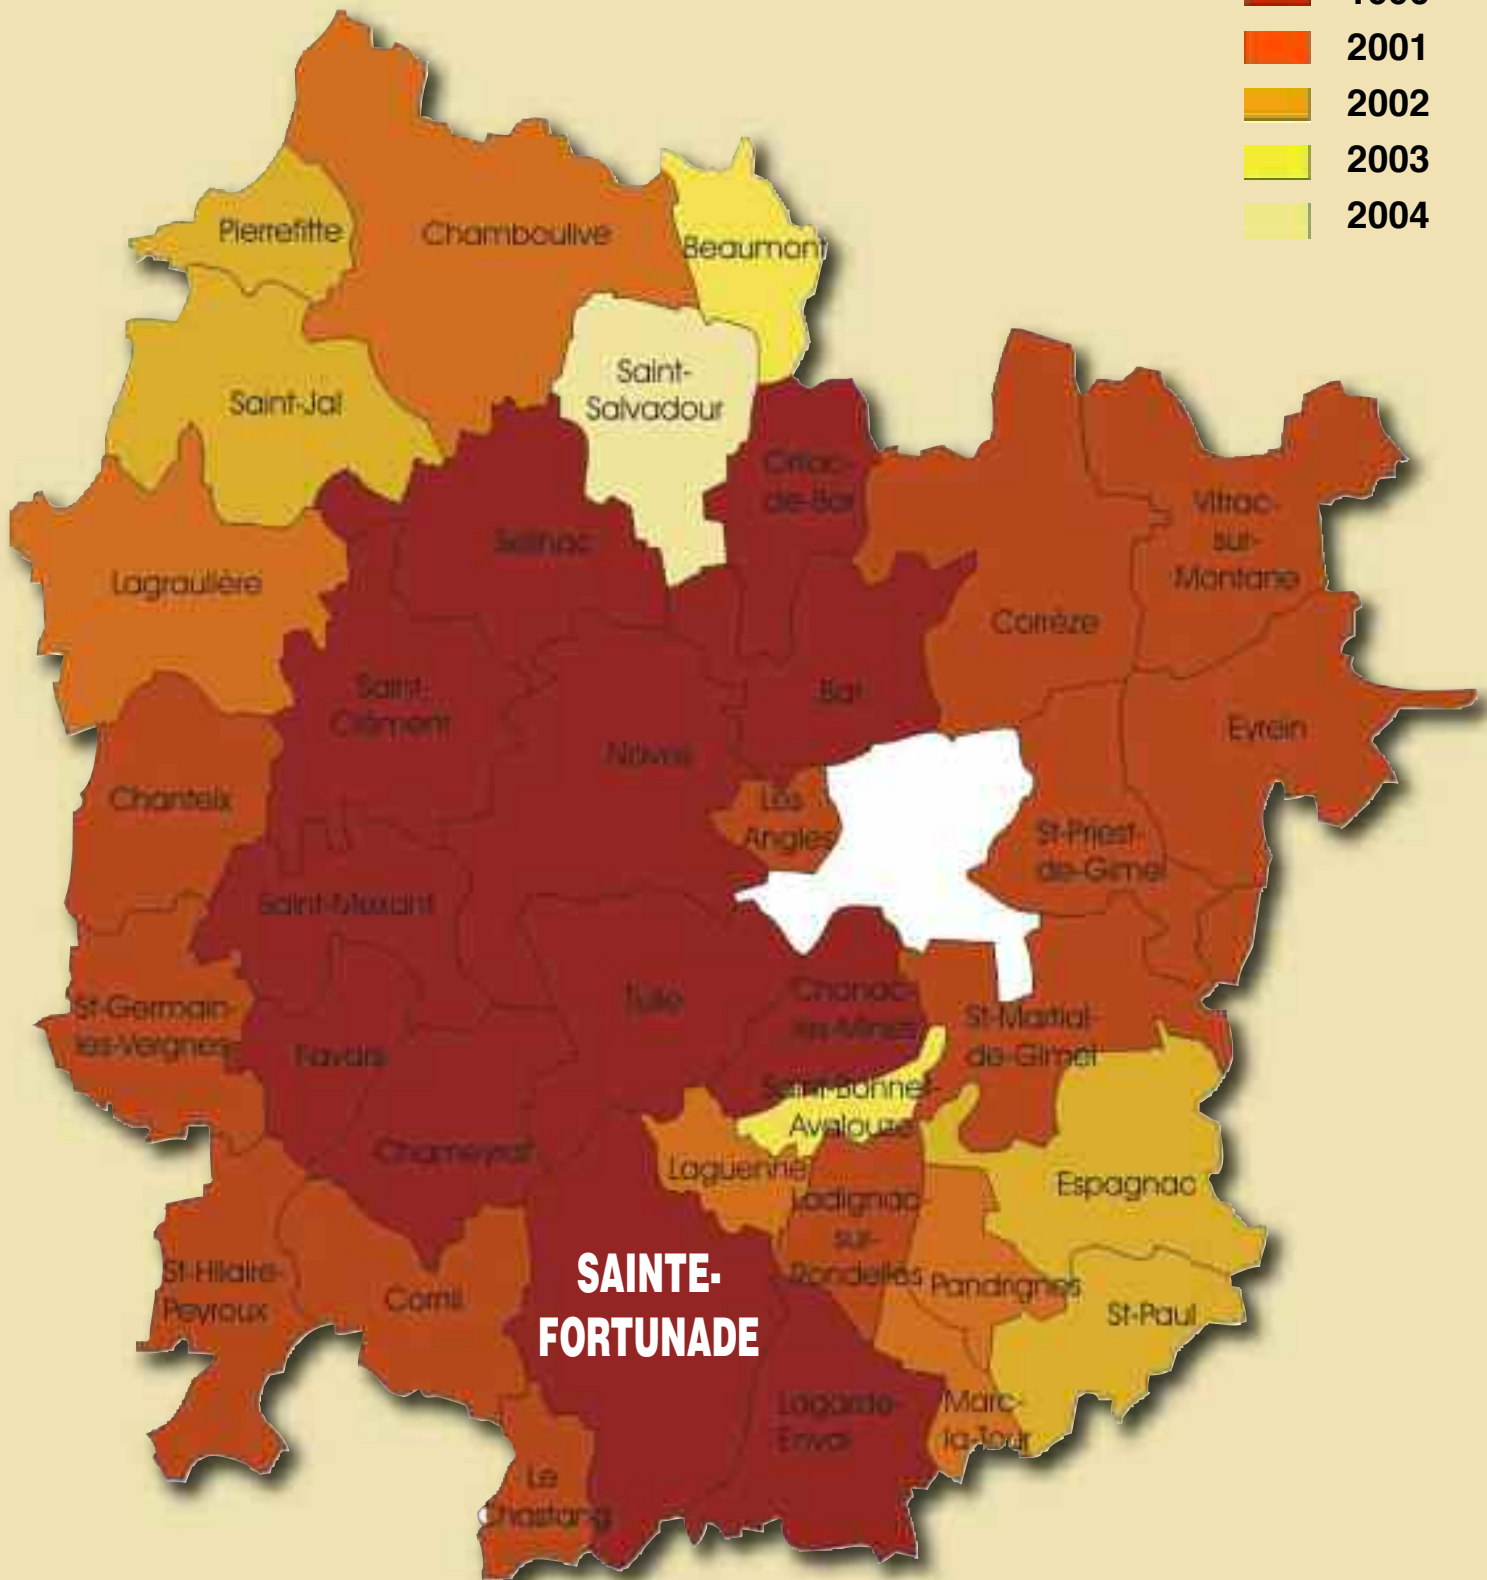 2001
2002
2003
2004
Pierrefitte
Chamboulive
Beaumont
Saint-
Salvadour
Saint-Jal
Orliac-
de-Bar
Vitrac-
sur-
Montane
Seilhac
Lagraulière
Corrèze
Saint-
Clément
Bar
Naves
Eyrein
Chanteix
Les
Angles
St-Priest-
de-Gimel
Saint-Mexant
Tulle
Chanac-
les-Mines
St-Germain-
les-Vergnes
St-Martial-
de-Gimel
Favars
Saint-Bonnet-
Avalouze
Chameyrat
Laguenne
Ladignac-
sur-
Rondelles
Espagnac
St-Hilaire-
Peyroux
Cornil
SAINTE-
FORTUNADE
Pandrignes
St-Paul
Lagarde-
Enval
Marc-
la-Tour
Le
Chastang